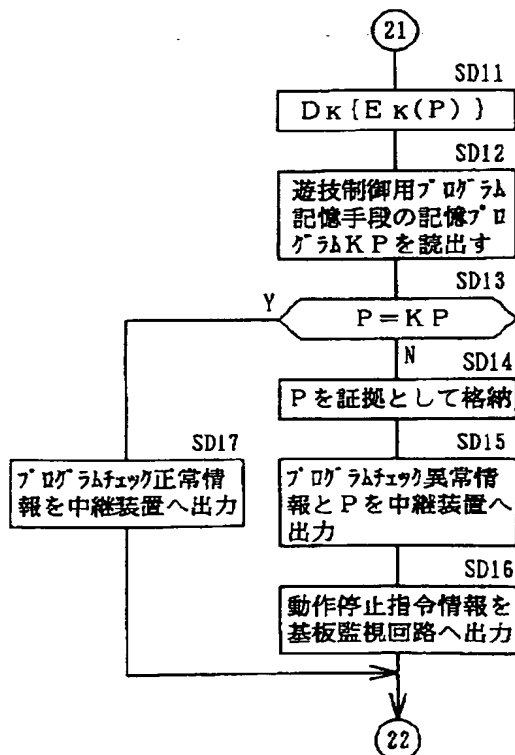 21
SD11
Dκ{Eκ(P)}
SD12
遊技制御用プログラム
記憶手段の記憶プロ
グラムKPを読出す
SD13
Y
P=KP
N
SD14
Pを証拠として格納
SD17
プログラムチェック正常情
報を中継装置へ出力
SD15
プログラムチェック異常情
報とPを中継装置へ
出力
SD16
動作停止指令情報を
基板監視回路へ出力
22